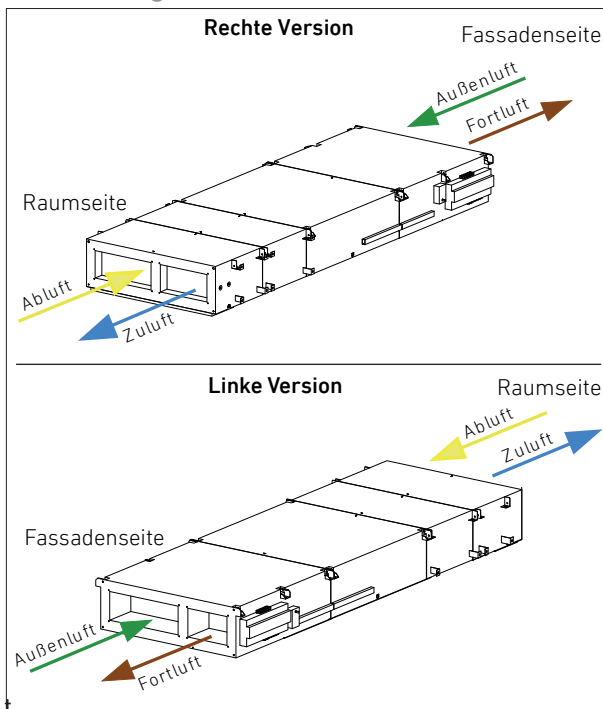 Rechte Version
Fassadenseite
Außenluft
Fortluft
Raumseite
Abluft
Zuluft
Linke Version
Raumseite
Abluft
Zuluft
Fassadenseite
Außenluft
Fortluft
t